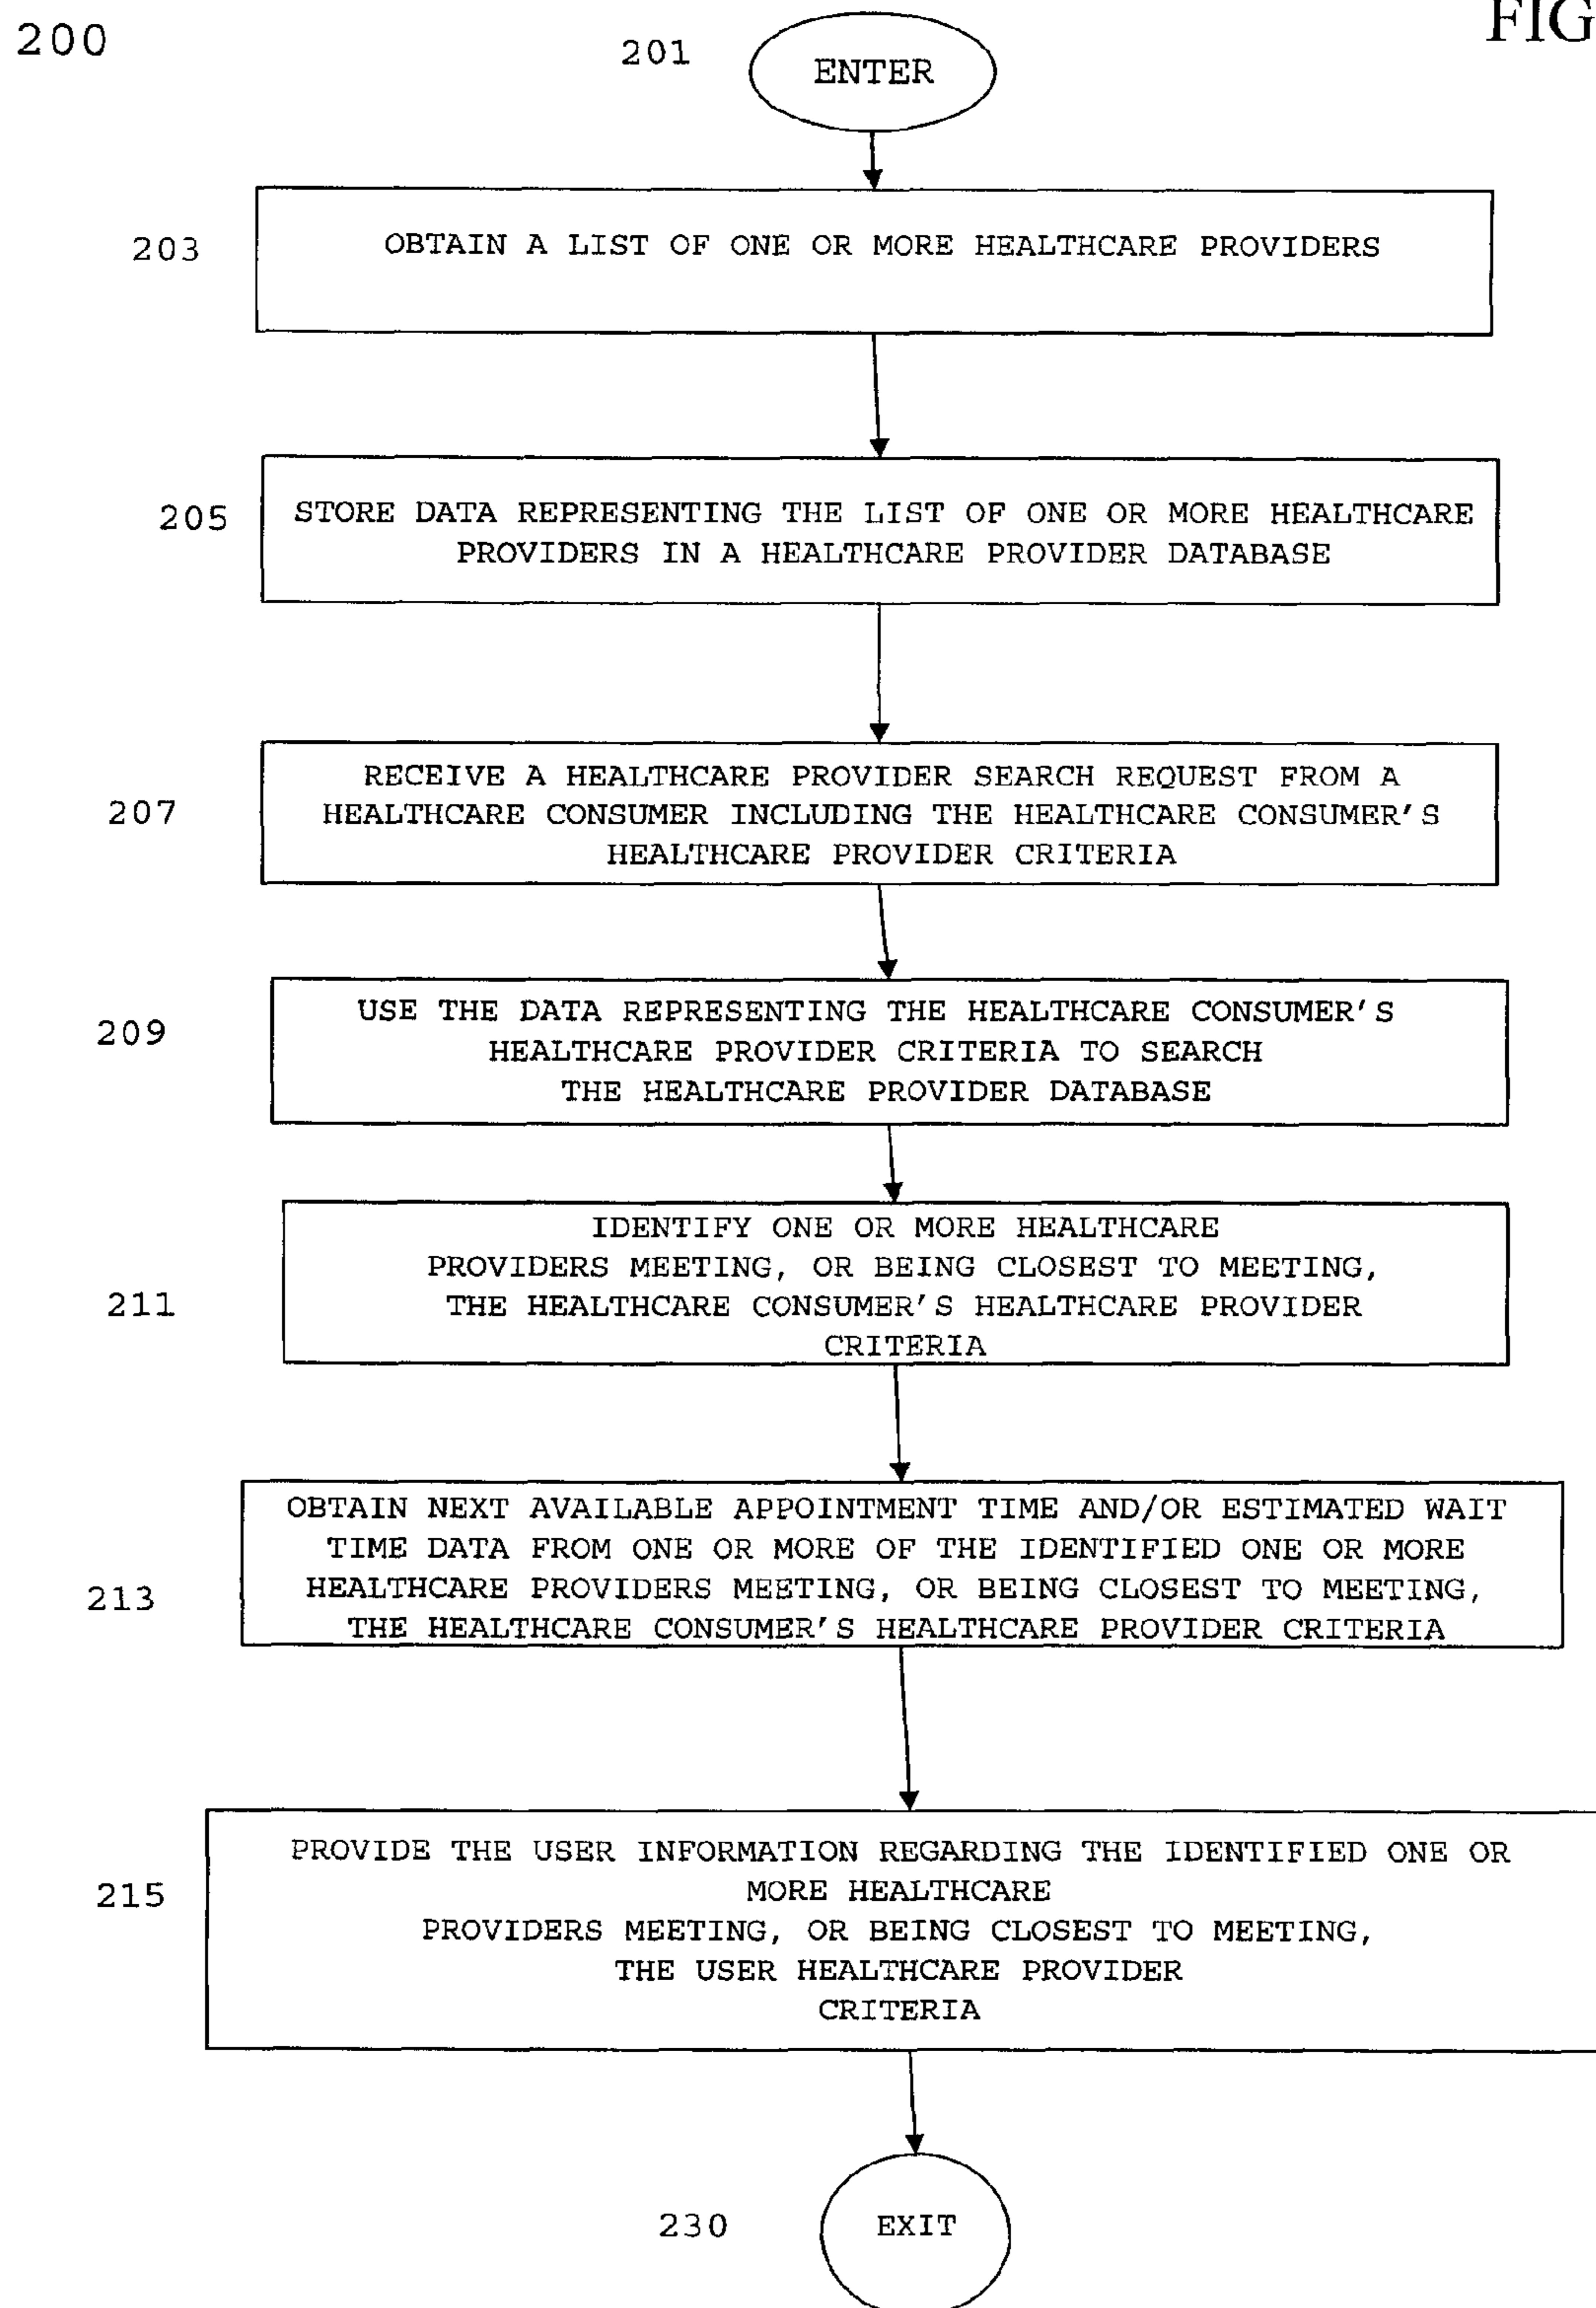 200
FIG
201
ENTER
203
OBTAIN A LIST OF ONE OR MORE HEALTHCARE PROVIDERS
205
STORE DATA REPRESENTING THE LIST OF ONE OR MORE HEALTHCARE
PROVIDERS IN A HEALTHCARE PROVIDER DATABASE
207
RECEIVE A HEALTHCARE PROVIDER SEARCH REQUEST FROM A
HEALTHCARE CONSUMER INCLUDING THE HEALTHCARE CONSUMER'S
HEALTHCARE PROVIDER CRITERIA
209
USE THE DATA REPRESENTING THE HEALTHCARE CONSUMER'S
HEALTHCARE PROVIDER CRITERIA TO SEARCH
THE HEALTHCARE PROVIDER DATABASE
211
IDENTIFY ONE OR MORE HEALTHCARE
PROVIDERS MEETING, OR BEING CLOSEST TO MEETING,
THE HEALTHCARE CONSUMER'S HEALTHCARE PROVIDER
CRITERIA
213
OBTAIN NEXT AVAILABLE APPOINTMENT TIME AND/OR ESTIMATED WAIT
TIME DATA FROM ONE OR MORE OF THE IDENTIFIED ONE OR MORE
HEALTHCARE PROVIDERS MEETING, OR BEING CLOSEST TO MEETING,
THE HEALTHCARE CONSUMER'S HEALTHCARE PROVIDER CRITERIA
215
PROVIDE THE USER INFORMATION REGARDING THE IDENTIFIED ONE OR
MORE HEALTHCARE
PROVIDERS MEETING, OR BEING CLOSEST TO MEETING,
THE USER HEALTHCARE PROVIDER
CRITERIA
230
EXIT